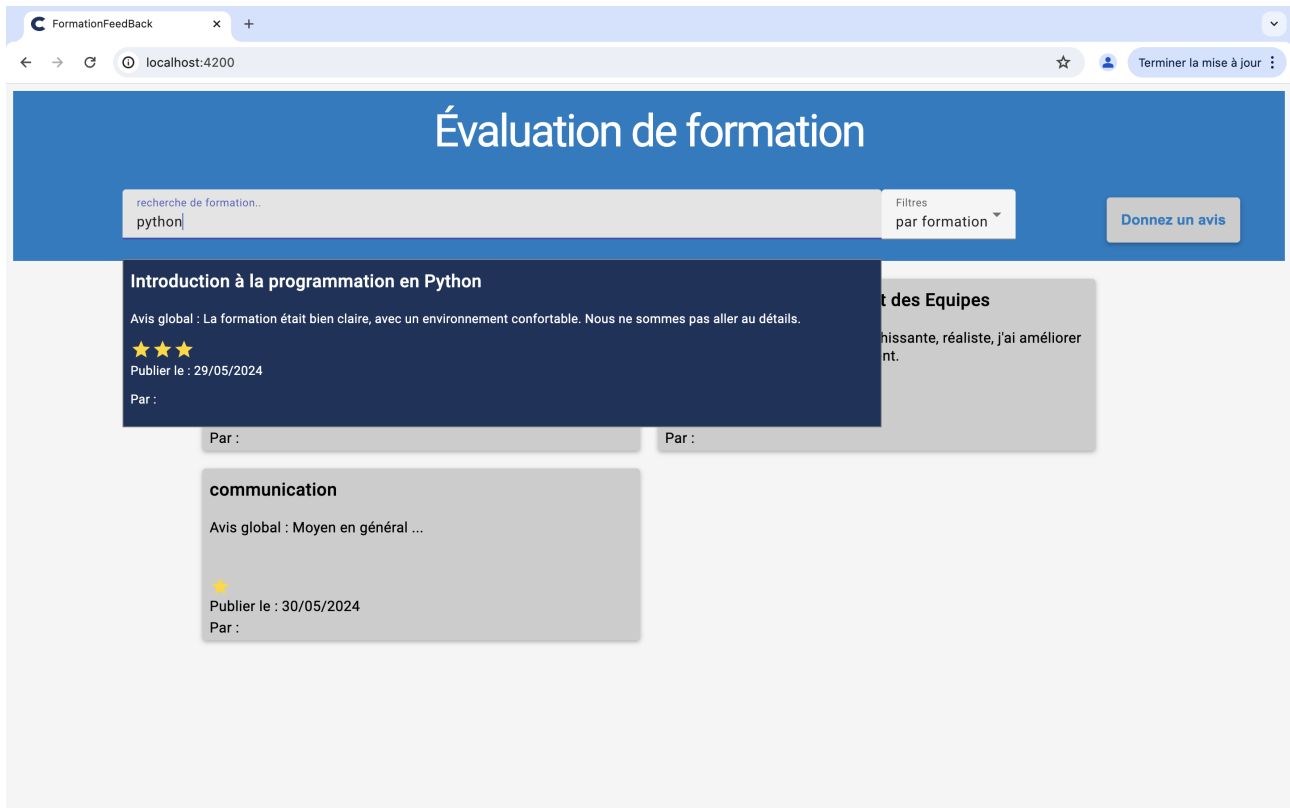 FormationFeedBack
localhost:4200
Terminer la mise à jour
Évaluation de formation
recherche de formation..
python
Filtres
par formation
Donnez un avis
Introduction à la programmation en Python
Avis global : La formation était bien claire, avec un environnement confortable. Nous ne sommes pas aller au détails.
Publier le : 29/05/2024
Par :
t des Equipes
hissante, réaliste, j'ai améliorer
nt.
Par :
Par :
communication
Avis global : Moyen en général ...
Publier le : 30/05/2024
Par :